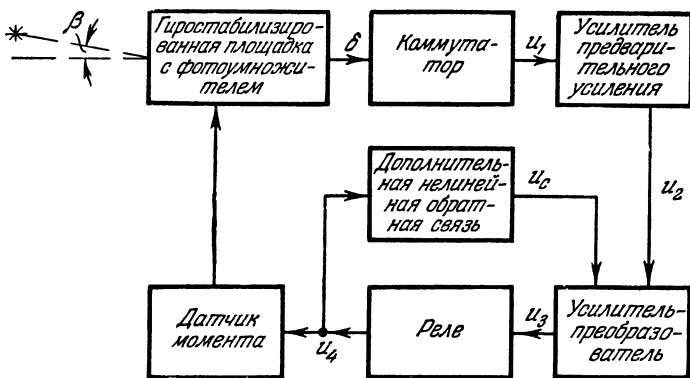 β
Гиростабилизиро-
ванная площадка
с фотоумножи-
телем
δ
Коммута-
тор
u₁
Усилитель
предвари-
тельного
усиления
Дополнитель-
ная нелиней-
ная обрат-
ная связь
u_c
u₂
Датчик
момента
u₄
Реле
u₃
Усилитель-
преобразо-
ватель